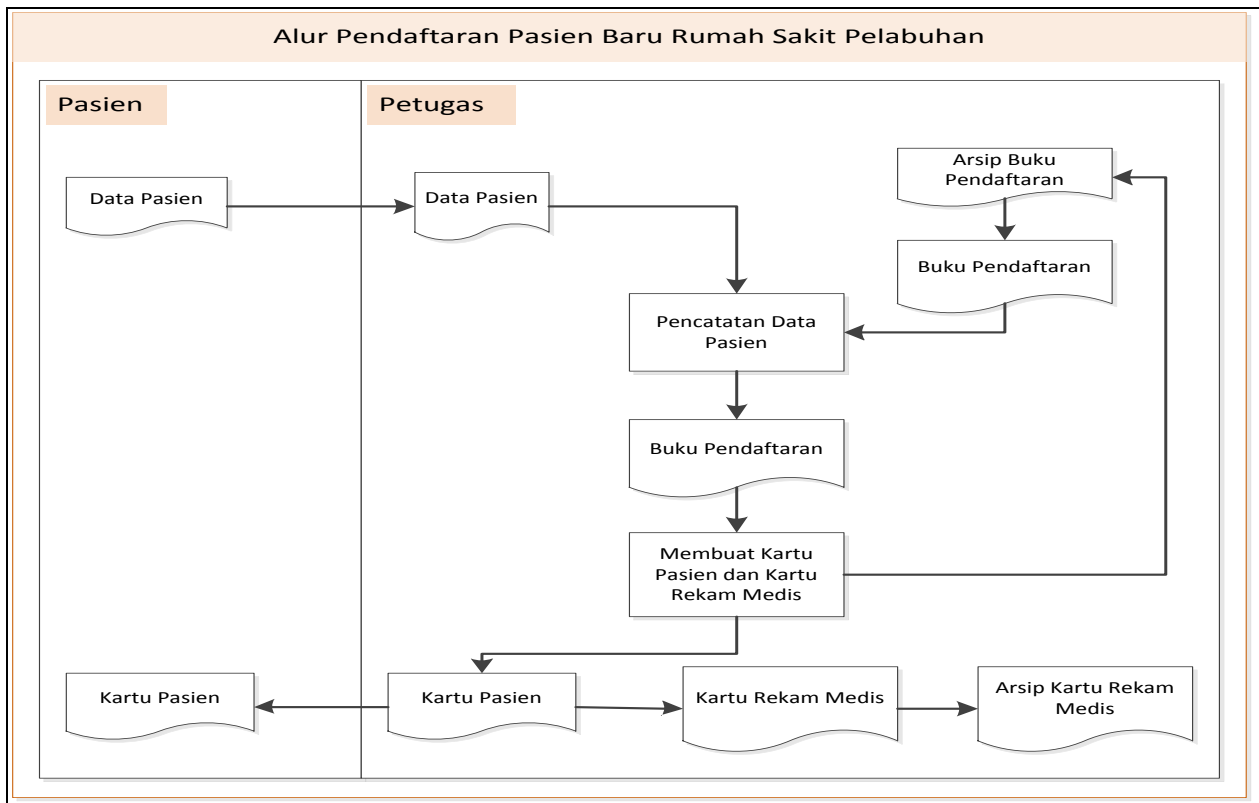 Alur Pendaftaran Pasien Baru Rumah Sakit Pelabuhan
Pasien
Petugas
Data Pasien
Data Pasien
Arsip Buku
Pendaftaran
Buku Pendaftaran
Pencatatan Data
Pasien
Buku Pendaftaran
Membuat Kartu
Pasien dan Kartu
Rekam Medis
Kartu Pasien
Kartu Pasien
Kartu Rekam Medis
Arsip Kartu Rekam
Medis